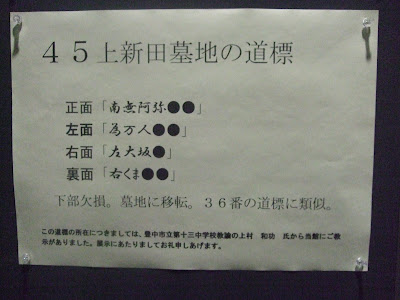 45上新田墓地の道標
正面「南無阿弥●●」
左面「為万人●●」
右面「左大坂●」
裏面「右くま●●」
下部欠損。墓地に移転。36番の道標に類似。
この道標の所在につきましては、豊中市立第十三中学校教諭の上村　和功　氏から当館にご教
示がありました。展示にあたりましてお礼申しあげます。